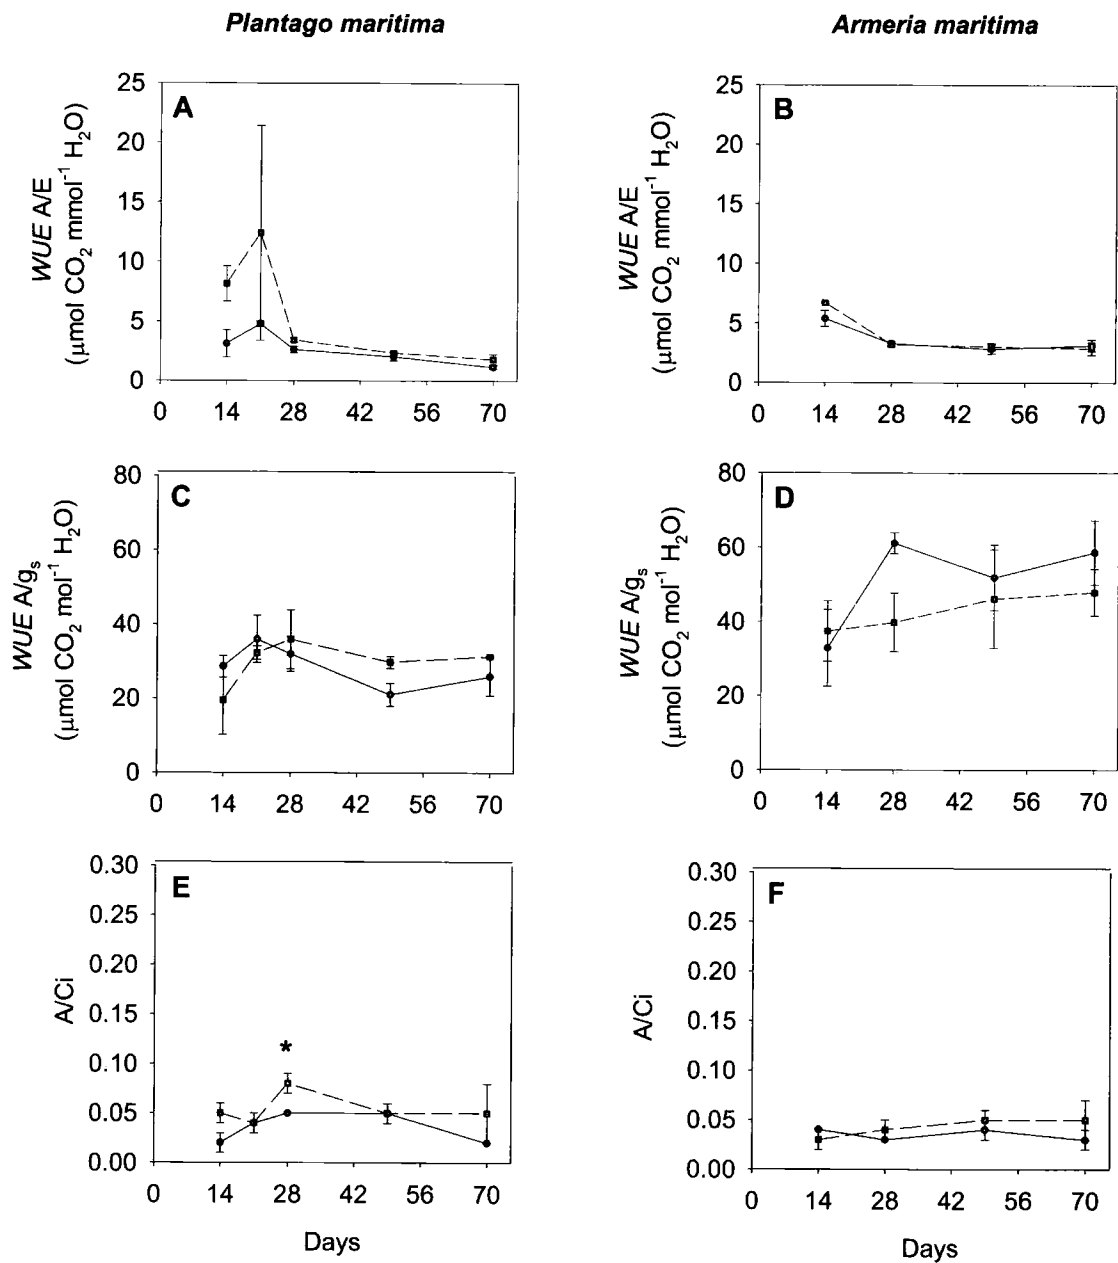 Plantago maritima
Armeria maritima
A
WUE A/E
(μmol CO₂ mmol⁻¹ H₂O)
25
20
15
10
5
0
0 14 28 42 56 70
B
WUE A/E
(μmol CO₂ mmol⁻¹ H₂O)
25
20
15
10
5
0
0 14 28 42 56 70
C
WUE A/gₛ
(μmol CO₂ mol⁻¹ H₂O)
80
60
40
20
0
0 14 28 42 56 70
D
WUE A/gₛ
(μmol CO₂ mol⁻¹ H₂O)
80
60
40
20
0
0 14 28 42 56 70
E
A/Ci
0.30
0.25
0.20
0.15
0.10
0.05
0.00
*
0 14 28 42 56 70
Days
F
A/Ci
0.30
0.25
0.20
0.15
0.10
0.05
0.00
0 14 28 42 56 70
Days